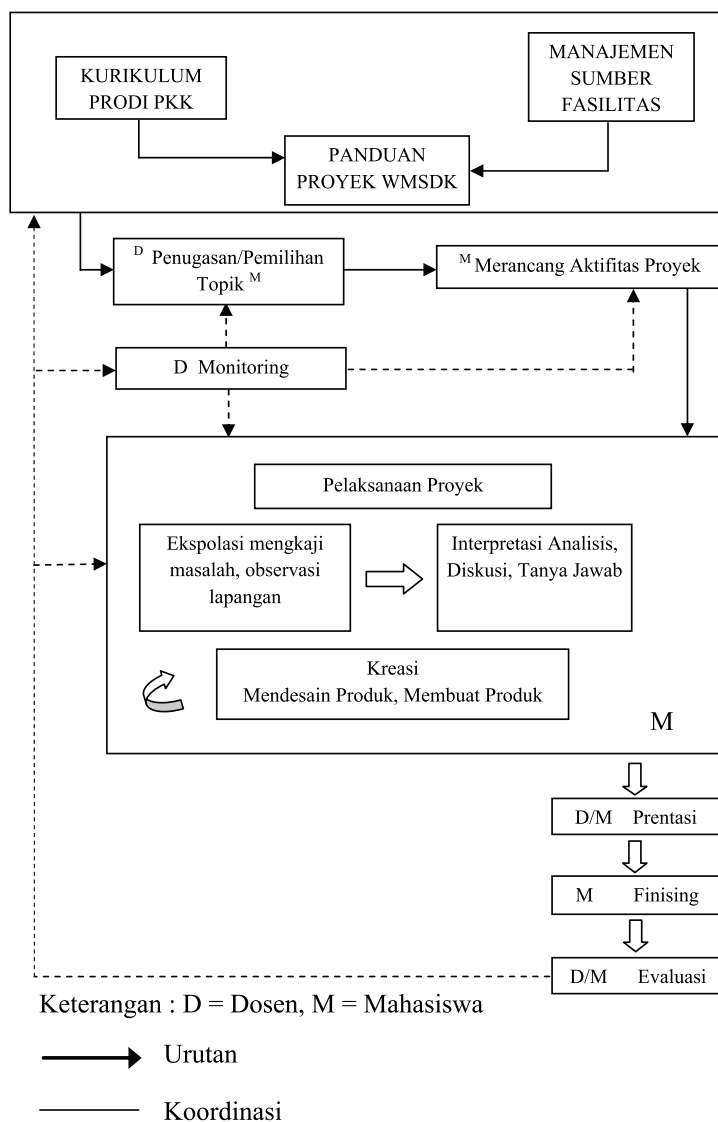 KURIKULUM
PRODI PKK
MANAJEMEN
SUMBER
FASILITAS
PANDUAN
PROYEK WMSDK
D Penugasan/Pemilihan
Topik M
M Merancang Aktifitas Proyek
D Monitoring
Pelaksanaan Proyek
Ekspolasi mengkaji
masalah, observasi
lapangan
Interpretasi Analisis,
Diskusi, Tanya Jawab
Kreasi
Mendesain Produk, Membuat Produk
M
D/M Prentasi
M Finising
D/M Evaluasi
Keterangan : D = Dosen, M = Mahasiswa
Urutan
Koordinasi